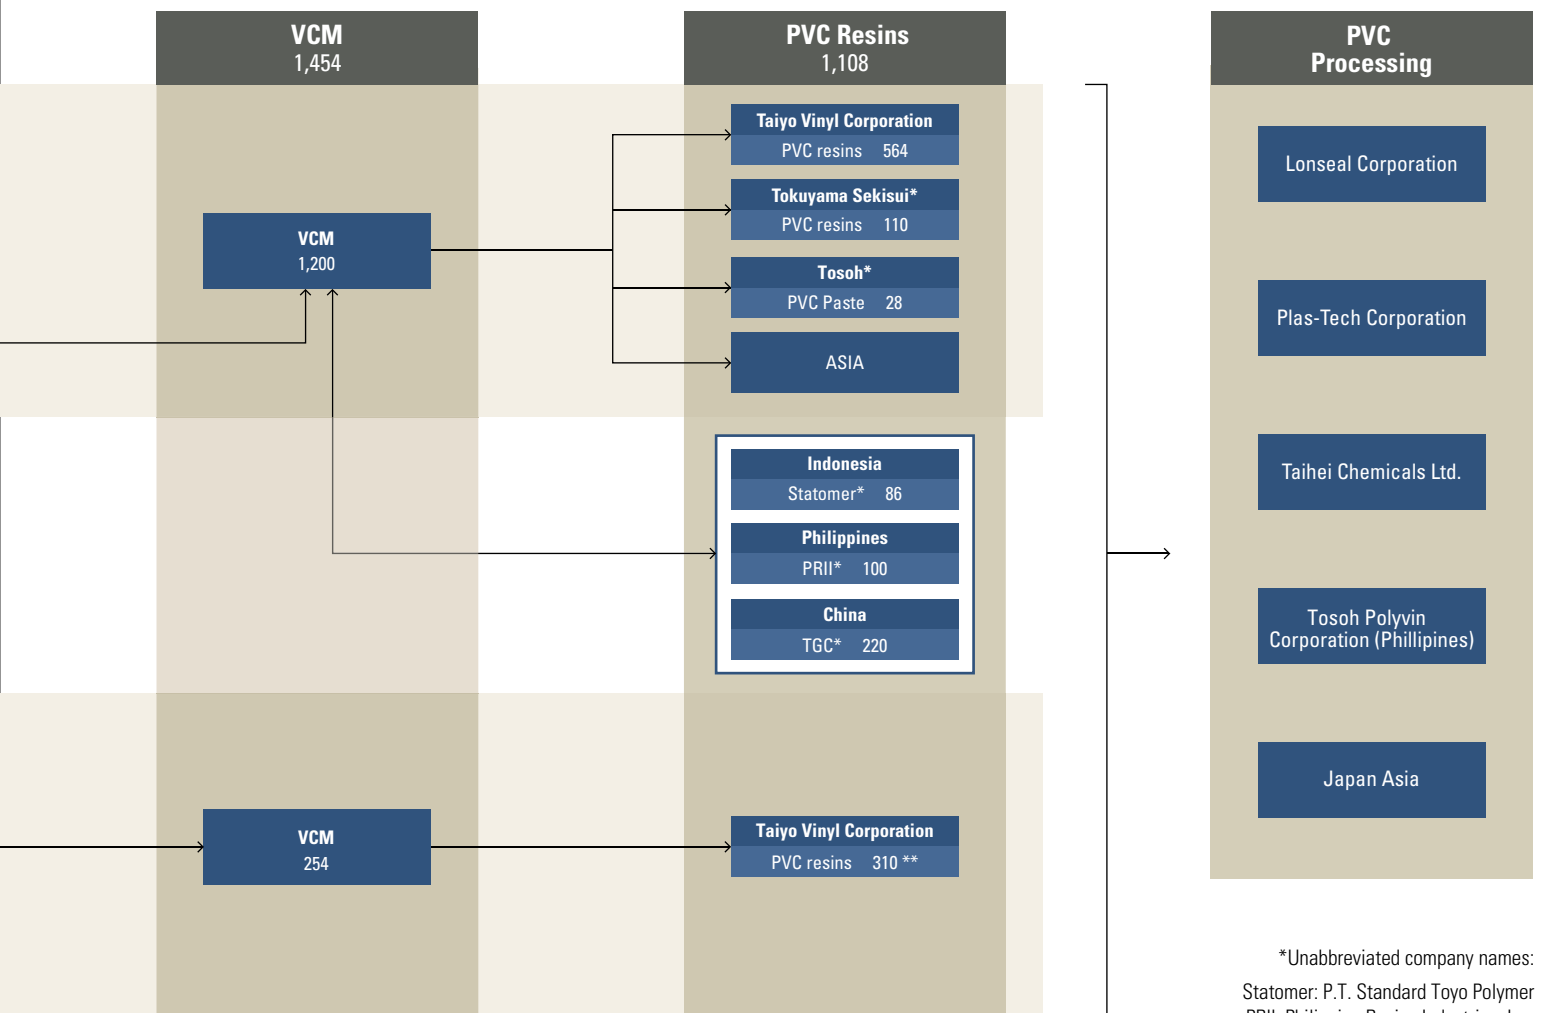 VCM
1,454
PVC Resins
1,108
PVC
Processing
Taiyo Vinyl Corporation
PVC resins 564
Tokuyama Sekisui*
PVC resins 110
Tosoh*
PVC Paste 28
ASIA
VCM
1,200
Indonesia
Statomer* 86
Philippines
PRII* 100
China
TGC* 220
VCM
254
Taiyo Vinyl Corporation
PVC resins 310 **
Lonseal Corporation
Plas-Tech Corporation
Taihei Chemicals Ltd.
Tosoh Polyvin
Corporation (Phillipines)
Japan Asia
*Unabbreviated company names:
Statomer: P.T. Standard Toyo Polymer